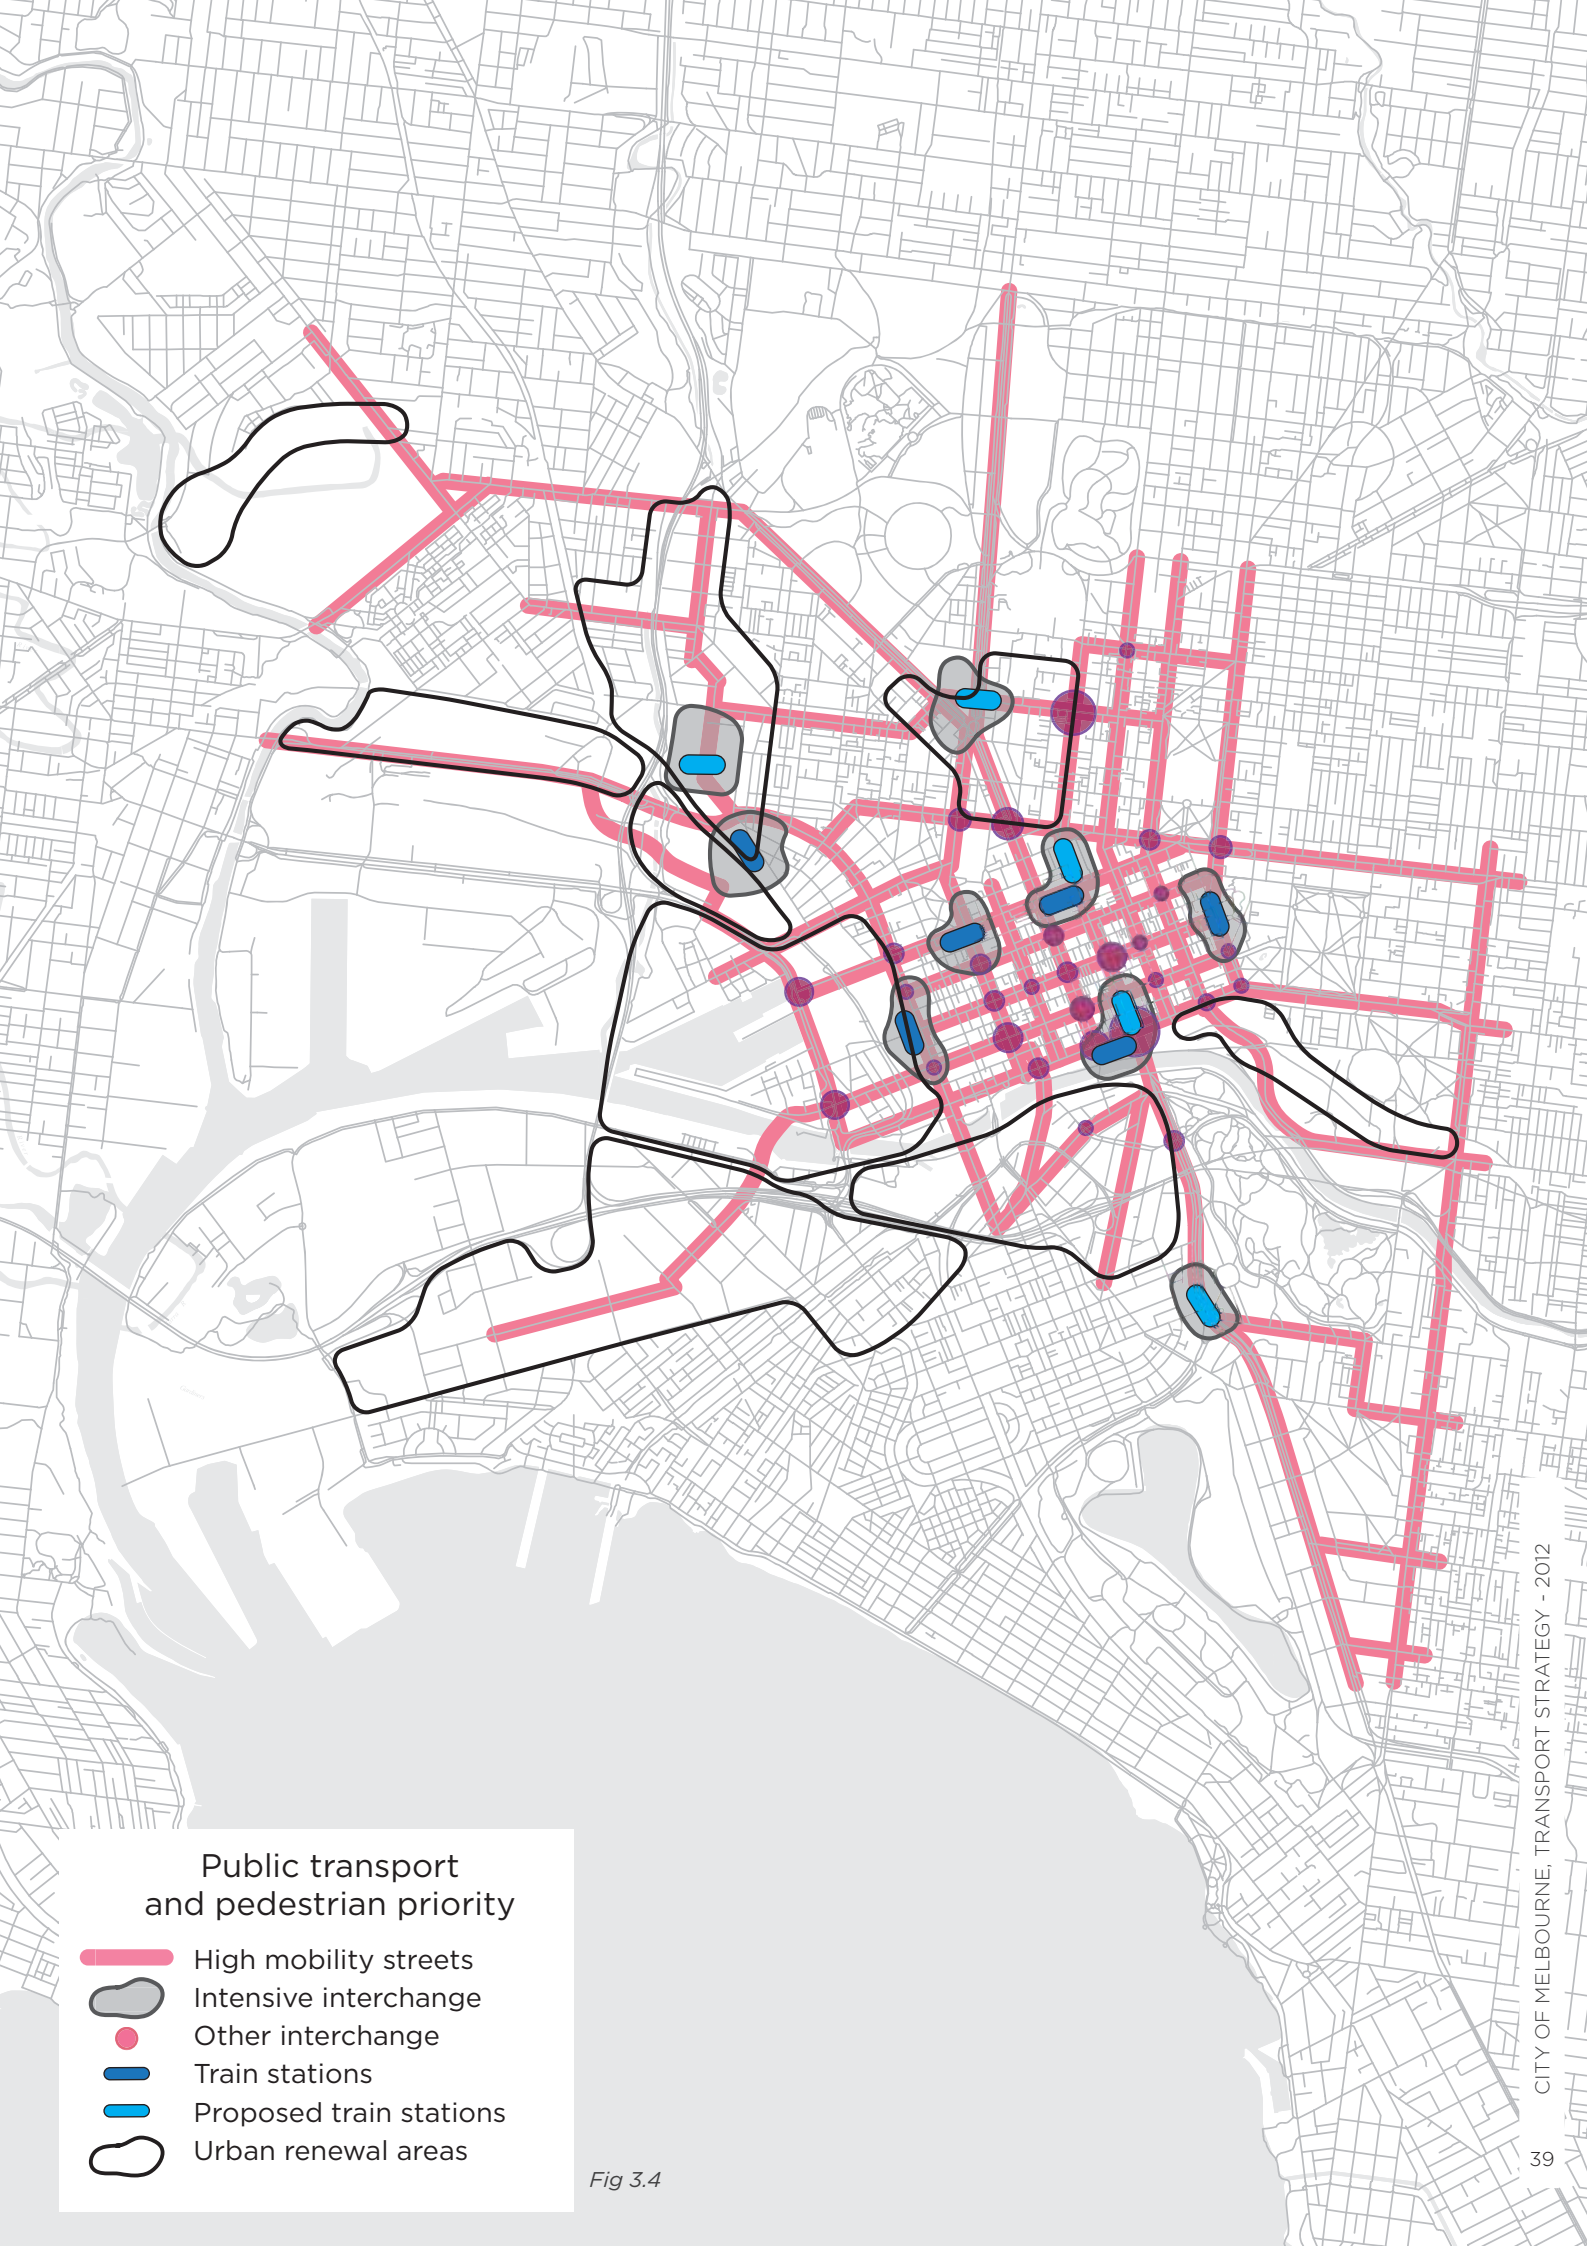 Public transport
and pedestrian priority
High mobility streets
Intensive interchange
Other interchange
Train stations
Proposed train stations
Urban renewal areas
Fig 3.4
CITY OF MELBOURNE, TRANSPORT STRATEGY - 2012
39